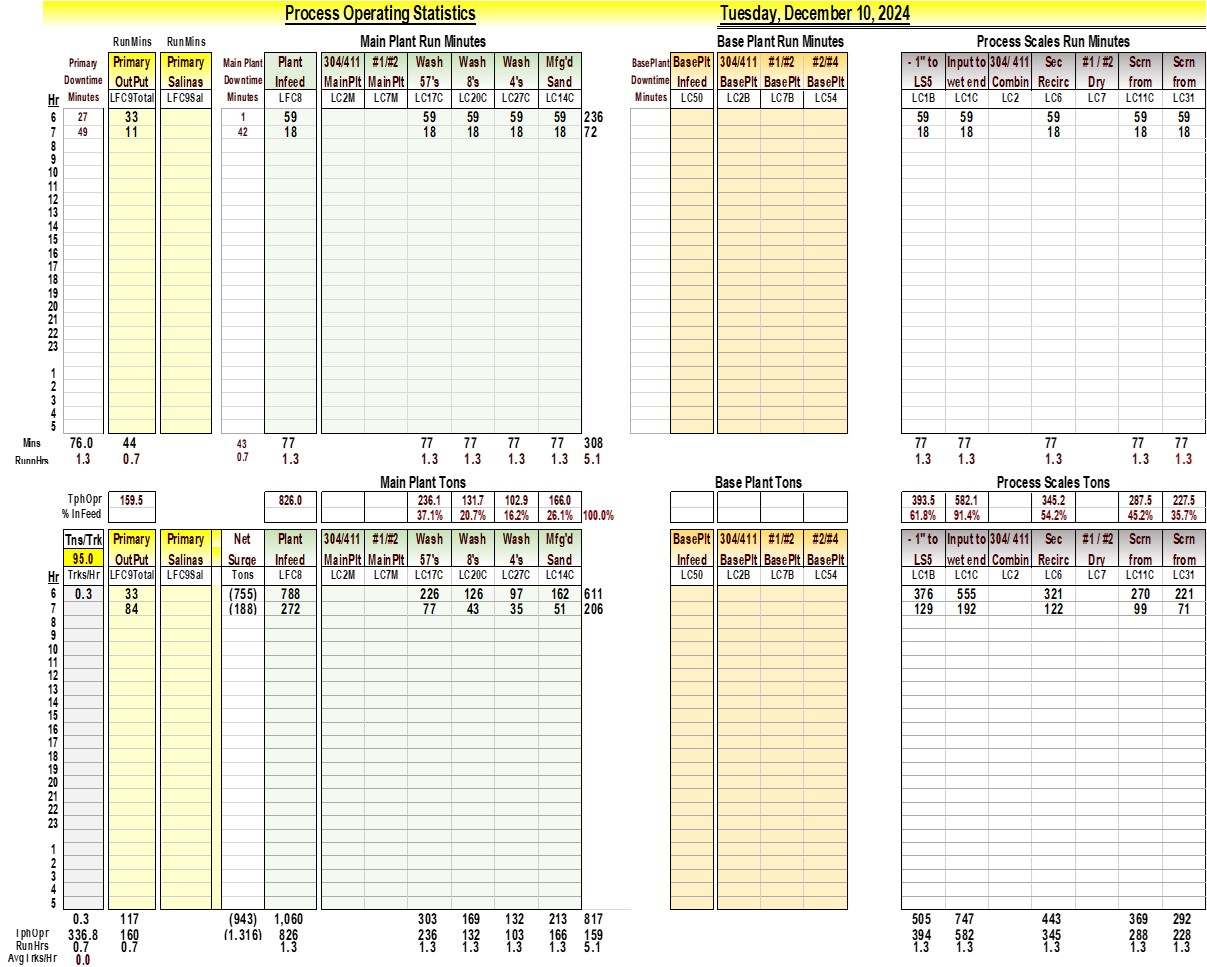 Process Operating Statistics Tuesday, December 10, 2024
RunMins RunMins Main Plant Run Minutes Base Plant Run Minutes Process Scales Run Minutes
Primary Primary Primary Main Plant Plant 304/411 #1/#2 Wash Wash Wash Mfg'd BasePlant BasePlt 304/411 #1/#2 #2/#4 - 1" to Input to 304/ 411 Sec #1 / #2 Scrn Scrn
Downtime OutPut Salinas Downtime Infeed MainPlt MainPlt 57's 8's 4's Sand Downtime Infeed BasePlt BasePlt BasePlt LS5 wet end Combin Recirc Dry from from
Hr Minutes LFC9Total LFC9Sal Minutes LFC8 LC2M LC7M LC17C LC20C LC27C LC14C Minutes LC50 LC2B LC7B LC54 LC1B LC1C LC2 LC6 LC7 LC11C LC31
6 27 33 1 59 59 59 59 59 236 59 59 59 59 59
7 49 11 42 18 18 18 18 18 72 18 18 18 18 18
8
9
10
11
12
13
14
15
16
17
18
19
20
21
22
23
1
2
3
4
5
Mins 76.0 44 43 77 77 77 77 77 308 77 77 77 77 77
RunnHrs 1.3 0.7 0.7 1.3 1.3 1.3 1.3 1.3 5.1 1.3 1.3 1.3 1.3 1.3
Main Plant Tons Base Plant Tons Process Scales Tons
TphOpr 159.5 826.0 236.1 131.7 102.9 166.0 393.5 582.1 345.2 287.5 227.5
% InFeed 37.1% 20.7% 16.2% 26.1% 100.0% 61.8% 91.4% 54.2% 45.2% 35.7%
Tns/Trk Primary Primary Net Plant 304/411 #1/#2 Wash Wash Wash Mfg'd BasePlt 304/411 #1/#2 #2/#4 - 1" to Input to 304/ 411 Sec #1 / #2 Scrn Scrn
95.0 OutPut Salinas Surge Infeed MainPlt MainPlt 57's 8's 4's Sand Infeed BasePlt BasePlt BasePlt LS5 wet end Combin Recirc Dry from from
Hr Trks/Hr LFC9Total LFC9Sal Tons LFC8 LC2M LC7M LC17C LC20C LC27C LC14C LC50 LC2B LC7B LC54 LC1B LC1C LC2 LC6 LC7 LC11C LC31
6 0.3 33 (755) 788 226 126 97 162 611 376 555 321 270 221
7 84 (188) 272 77 43 35 51 206 129 192 122 99 71
8
9
10
11
12
13
14
15
16
17
18
19
20
21
22
23
1
2
3
4
5
0.3 117 (943) 1,060 303 169 132 213 817 505 747 443 369 292
TphOpr 336.8 160 (1,316) 826 236 132 103 166 159 394 582 345 288 228
RunHrs 0.7 0.7 1.3 1.3 1.3 1.3 1.3 5.1 1.3 1.3 1.3 1.3 1.3
AvgTrks/Hr 0.0